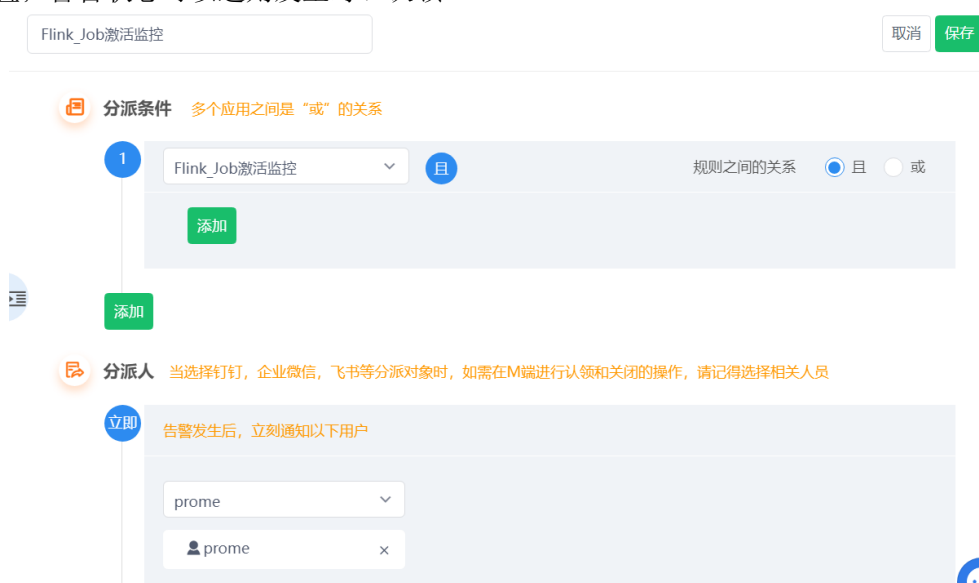 Flink_Job激活监控
取消
保存
分派条件 多个应用之间是“或”的关系
1
Flink_Job激活监控
且
规则之间的关系 且 或
添加
添加
分派人 当选择钉钉，企业微信，飞书等分派对象时，如需在M端进行认领和关闭的操作，请记得选择相关人员
立即
告警发生后，立刻通知以下用户
prome
prome ×